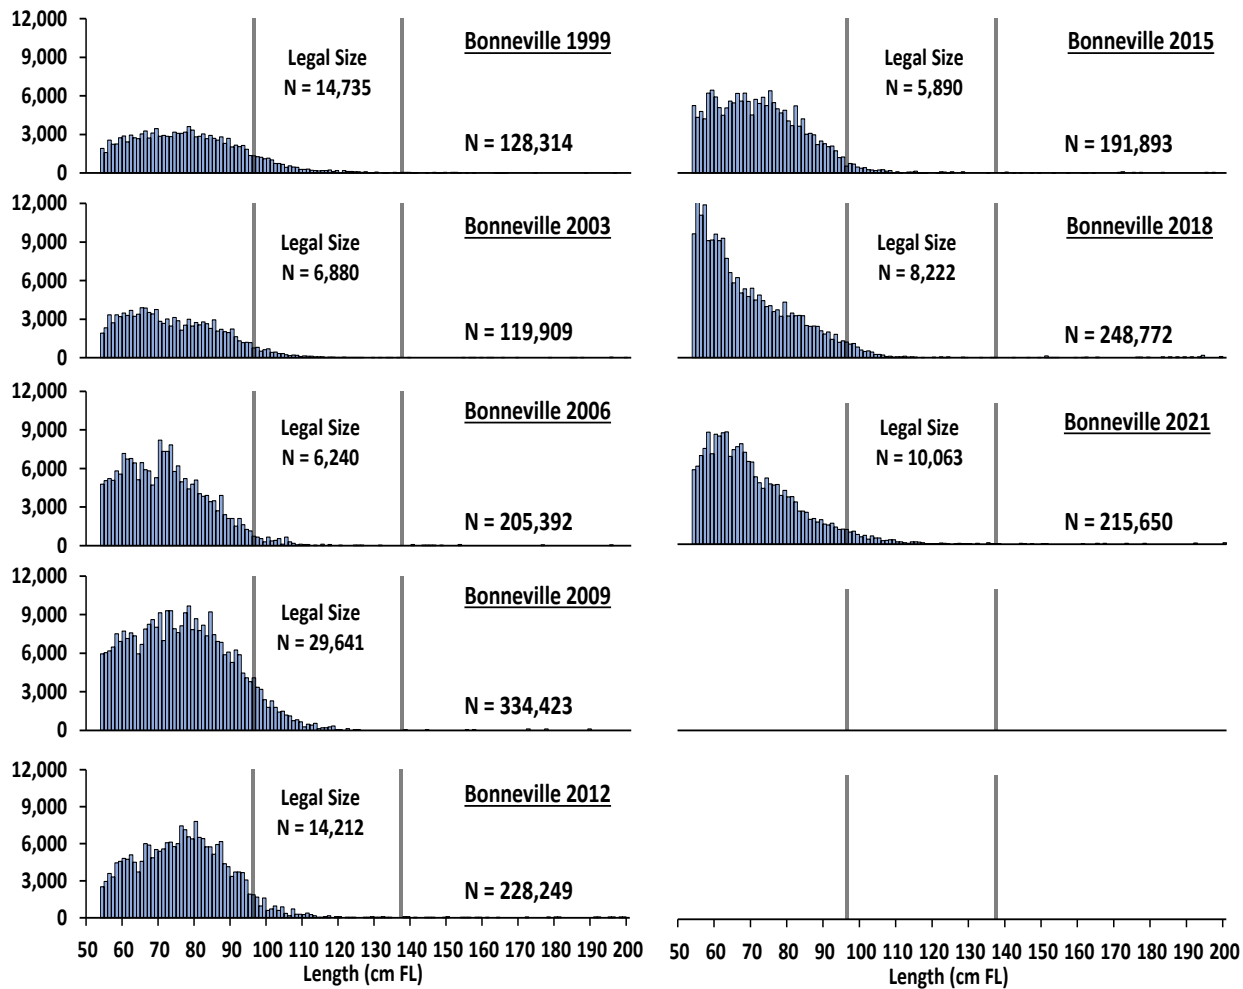 12,000
9,000
6,000
3,000
0
Bonneville 1999
Legal Size
N = 14,735
N = 128,314
12,000
9,000
6,000
3,000
0
Bonneville 2003
Legal Size
N = 6,880
N = 119,909
12,000
9,000
6,000
3,000
0
Bonneville 2006
Legal Size
N = 6,240
N = 205,392
12,000
9,000
6,000
3,000
0
Bonneville 2009
Legal Size
N = 29,641
N = 334,423
12,000
9,000
6,000
3,000
0
Bonneville 2012
Legal Size
N = 14,212
N = 228,249
50 60 70 80 90 100 110 120 130 140 150 160 170 180 190 200
Length (cm FL)
Bonneville 2015
Legal Size
N = 5,890
N = 191,893
Bonneville 2018
Legal Size
N = 8,222
N = 248,772
Bonneville 2021
Legal Size
N = 10,063
N = 215,650
50 60 70 80 90 100 110 120 130 140 150 160 170 180 190 200
Length (cm FL)